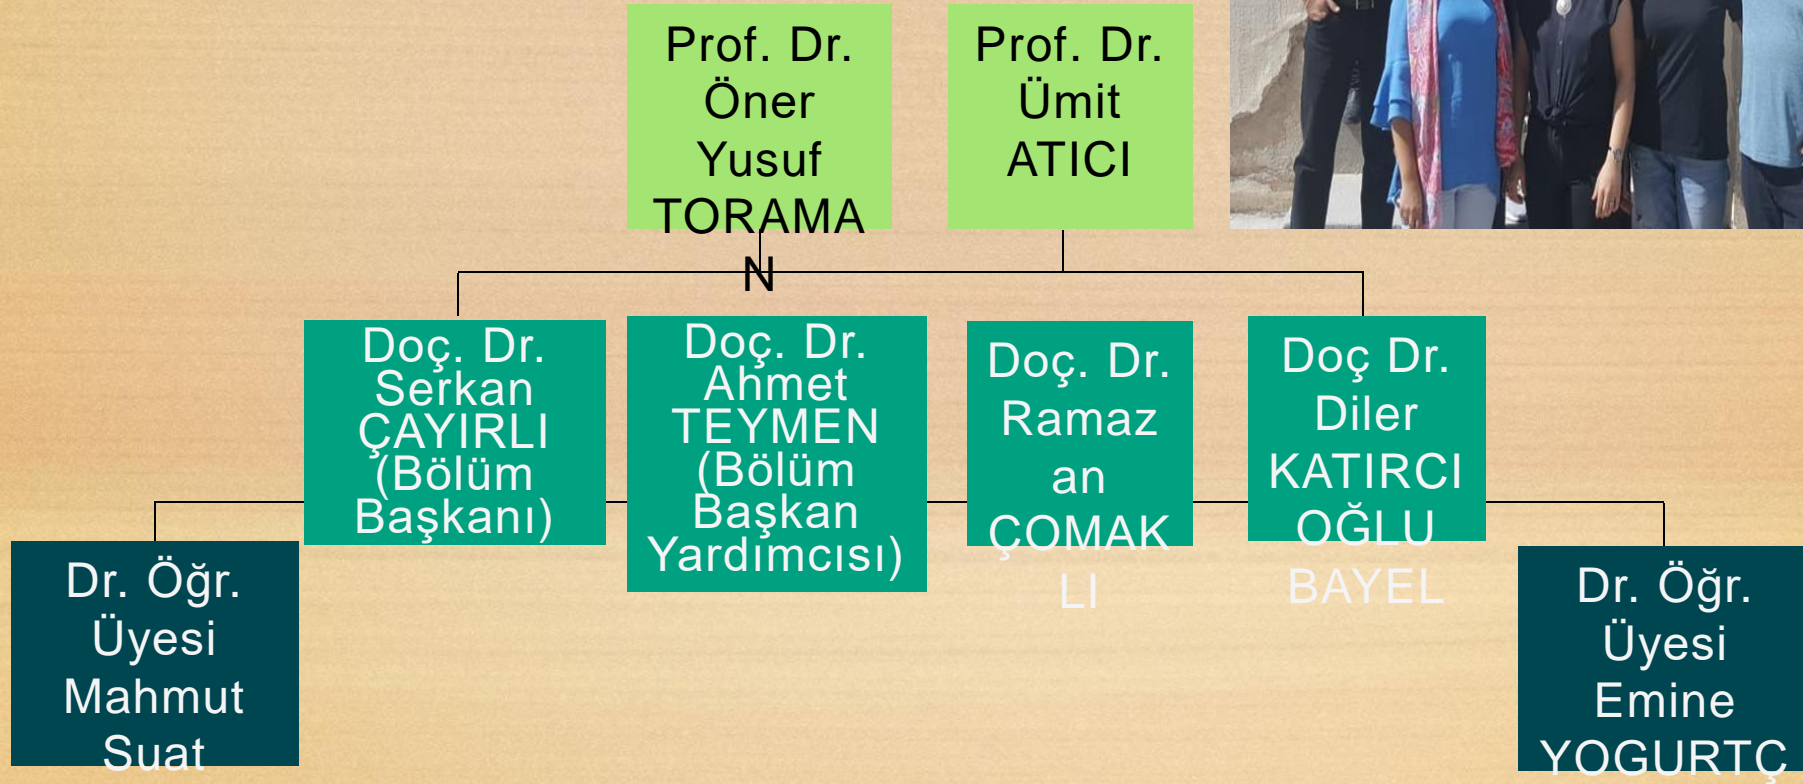 Prof. Dr.
Öner
Yusuf
TORAMA
N
Prof. Dr.
Ümit
ATICI
Doç. Dr.
Serkan
ÇAYIRLI
(Bölüm
Başkanı)
Doç. Dr.
Ahmet
TEYMEN
(Bölüm
Başkan
Yardımcısı)
Doç. Dr.
Ramaz
an
ÇOMAK
LI
Doç Dr.
Diler
KATIRCI
OĞLU
BAYEL
Dr. Öğr.
Üyesi
Mahmut
Suat
Dr. Öğr.
Üyesi
Emine
YOGURTÇ